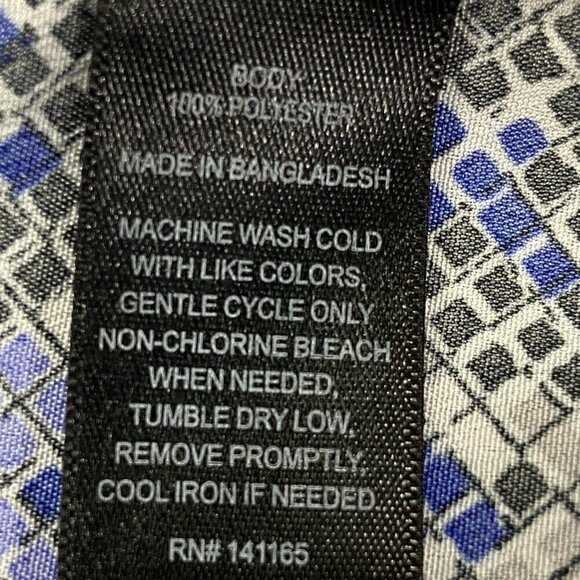 BODY
100% POLYESTER
MADE IN BANGLADESH
MACHINE WASH COLD
WITH LIKE COLORS,
GENTLE CYCLE ONLY
NON-CHLORINE BLEACH
WHEN NEEDED,
TUMBLE DRY LOW,
REMOVE PROMPTLY,
COOL IRON IF NEEDED.
RN# 141165